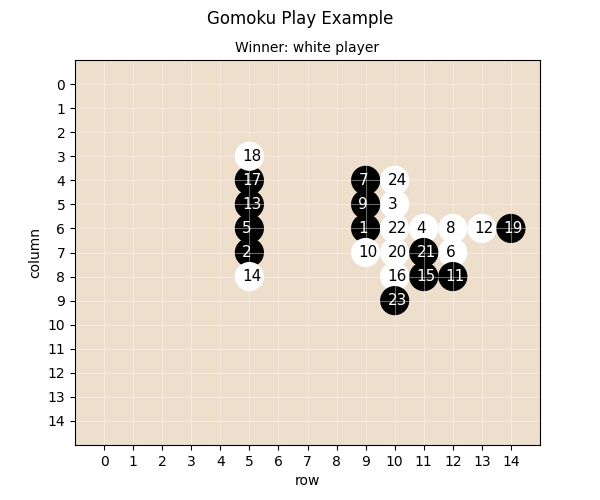 Gomoku Play Example
Winner: white player
0
1
2
3 18
4 17 7 24
5 13 9 3
6 5 1 22 4 8 12 19
7 2 10 20 21 6
8 14 16 15 11
9 23
10
11
12
13
14
column
0 1 2 3 4 5 6 7 8 9 10 11 12 13 14
row